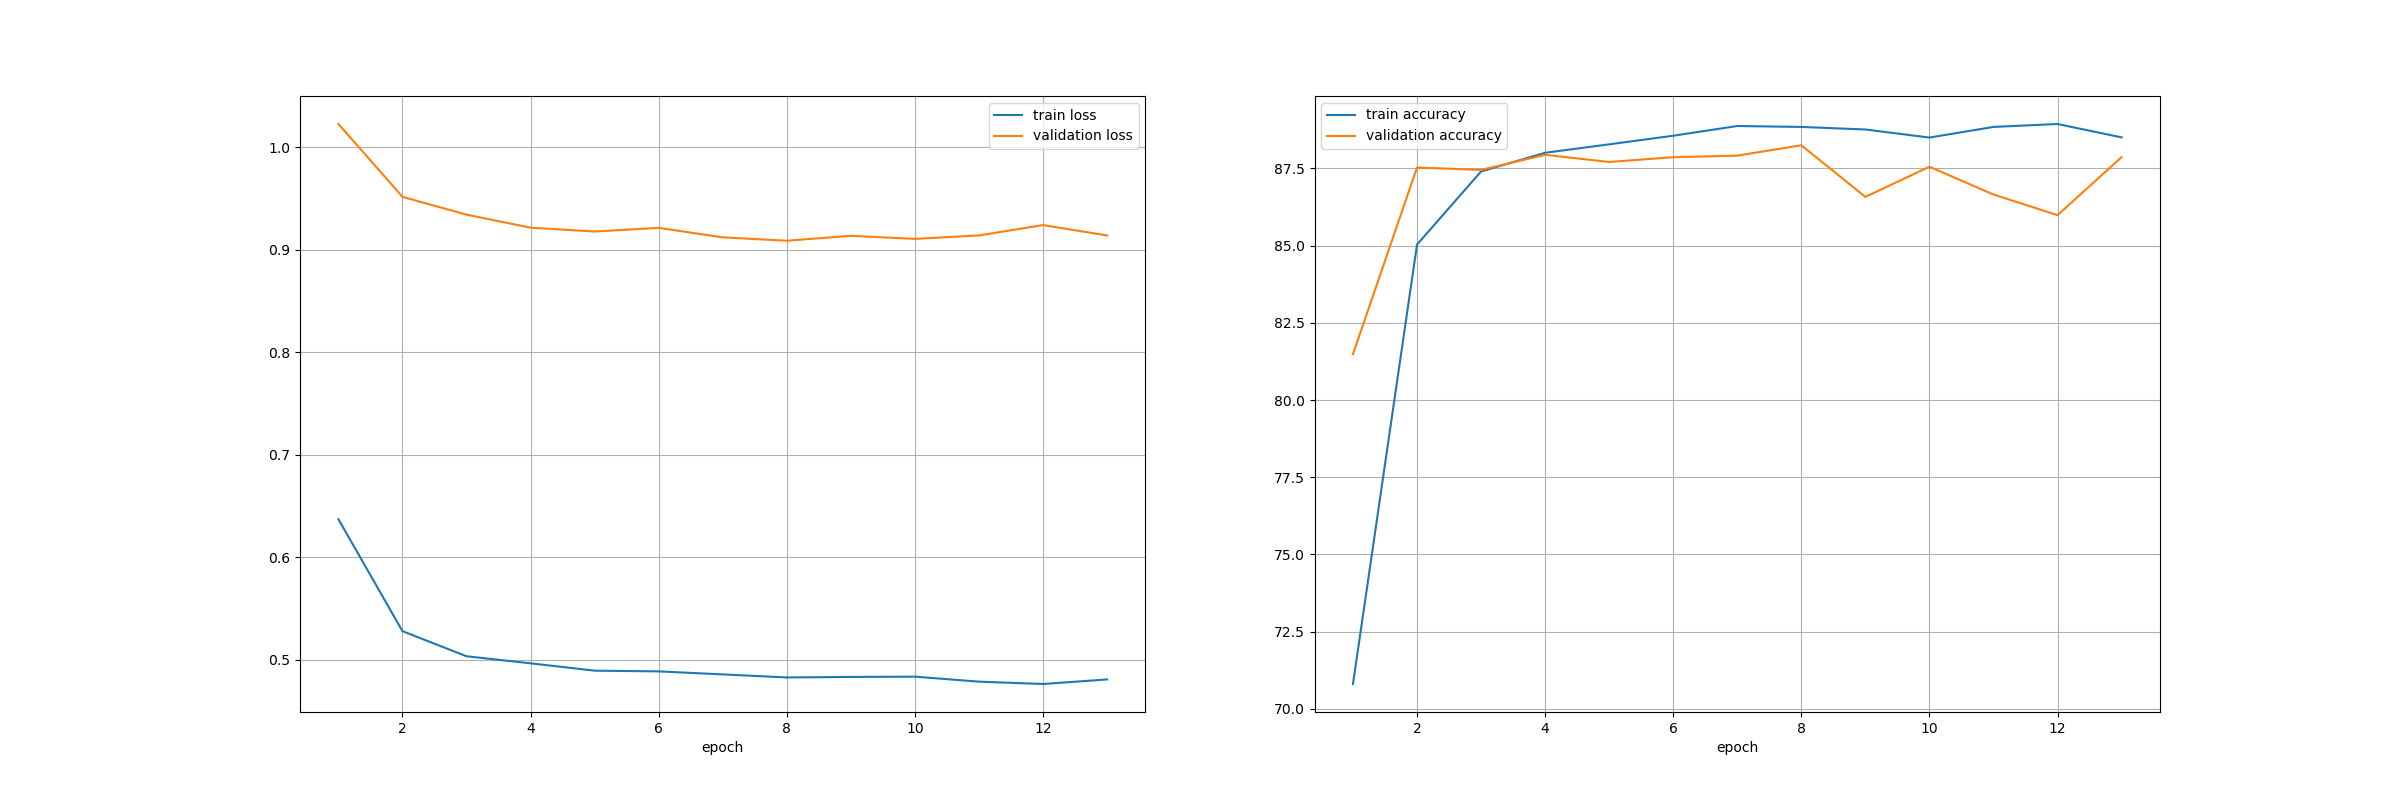 train loss
validation loss
1.0
0.9
0.8
0.7
0.6
0.5
2 4 6 8 10 12
epoch
train accuracy
validation accuracy
87.5
85.0
82.5
80.0
77.5
75.0
72.5
70.0
2 4 6 8 10 12
epoch